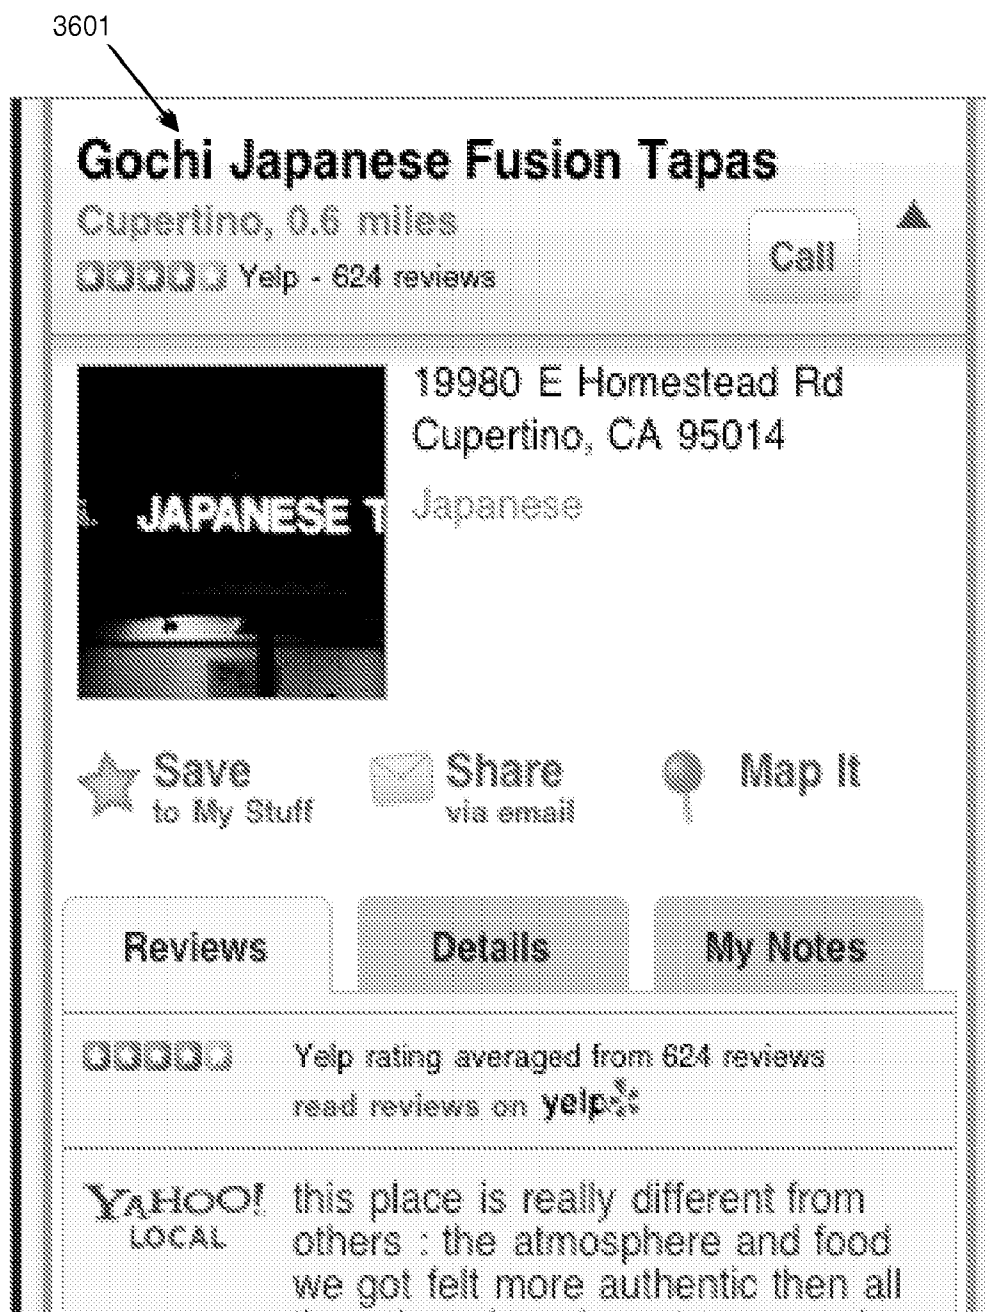 3601
Gochi Japanese Fusion Tapas
Cupertino, 0.6 miles
Yelp - 624 reviews
Call
19980 E Homestead Rd
Cupertino, CA 95014
Japanese
JAPANESE T
Save
to My Stuff
Share
via email
Map It
Reviews
Details
My Notes
Yelp rating averaged from 624 reviews
read reviews on yelp
YAHOO!
LOCAL
this place is really different from
others : the atmosphere and food
we got felt more authentic then all